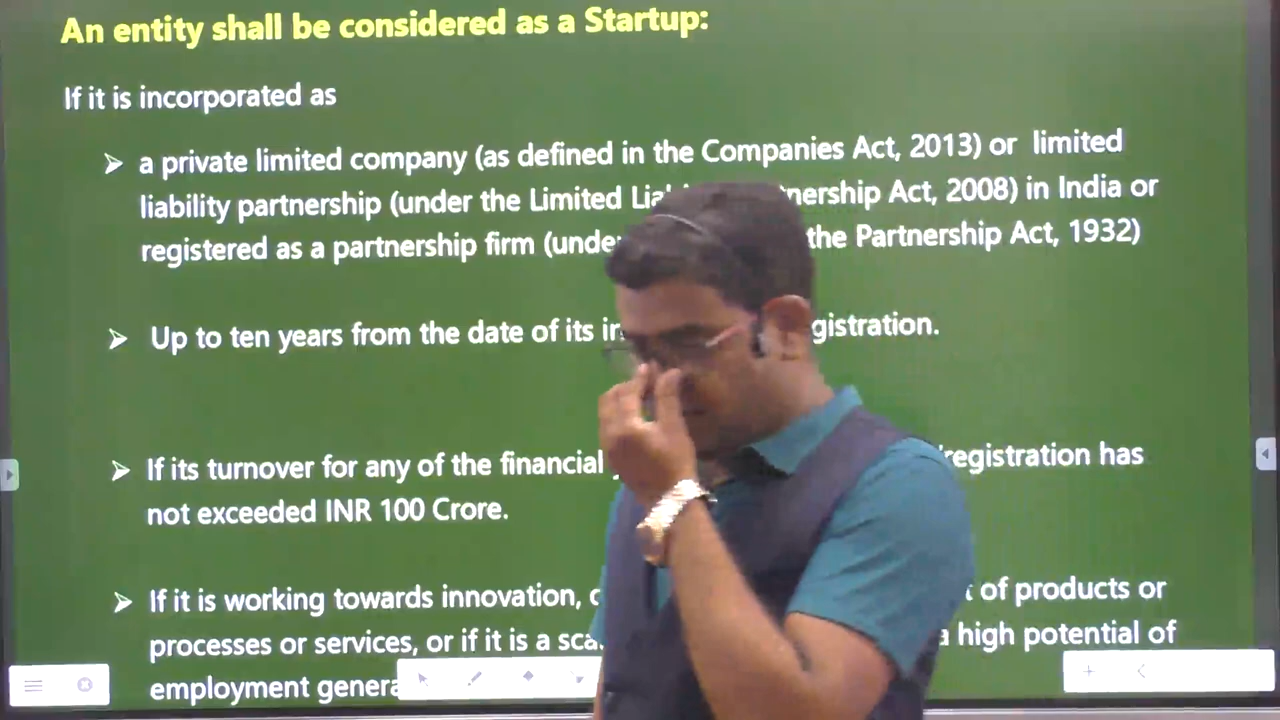 An entity shall be considered as a Startup:
If it is incorporated as
➤ a private limited company (as defined in the Companies Act, 2013) or limited
liability partnership (under the Limited Partnership Act, 2008) in India or
registered as a partnership firm (under the Partnership Act, 1932)
➤ Up to ten years from the date of its
➤ If its turnover for any of the financial registration has
not exceeded INR 100 Crore.
➤ If it is working towards innovation, of products or
processes or services, or if it is a a high potential of
employment